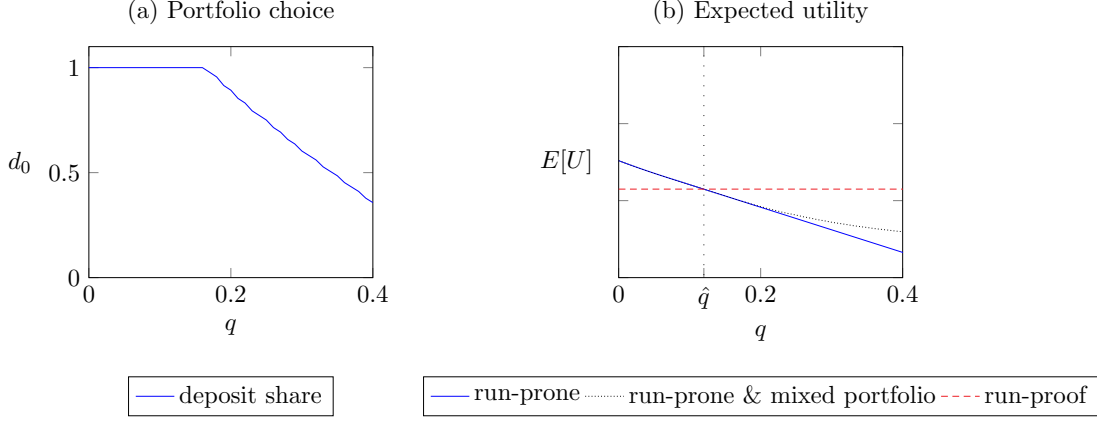 (a) Portfolio choice
1
0.5
0
d₀
0
0.2
0.4
q
deposit share
(b) Expected utility
E[U]
0
q̂
0.2
0.4
q
run-prone
run-prone & mixed portfolio
run-proof